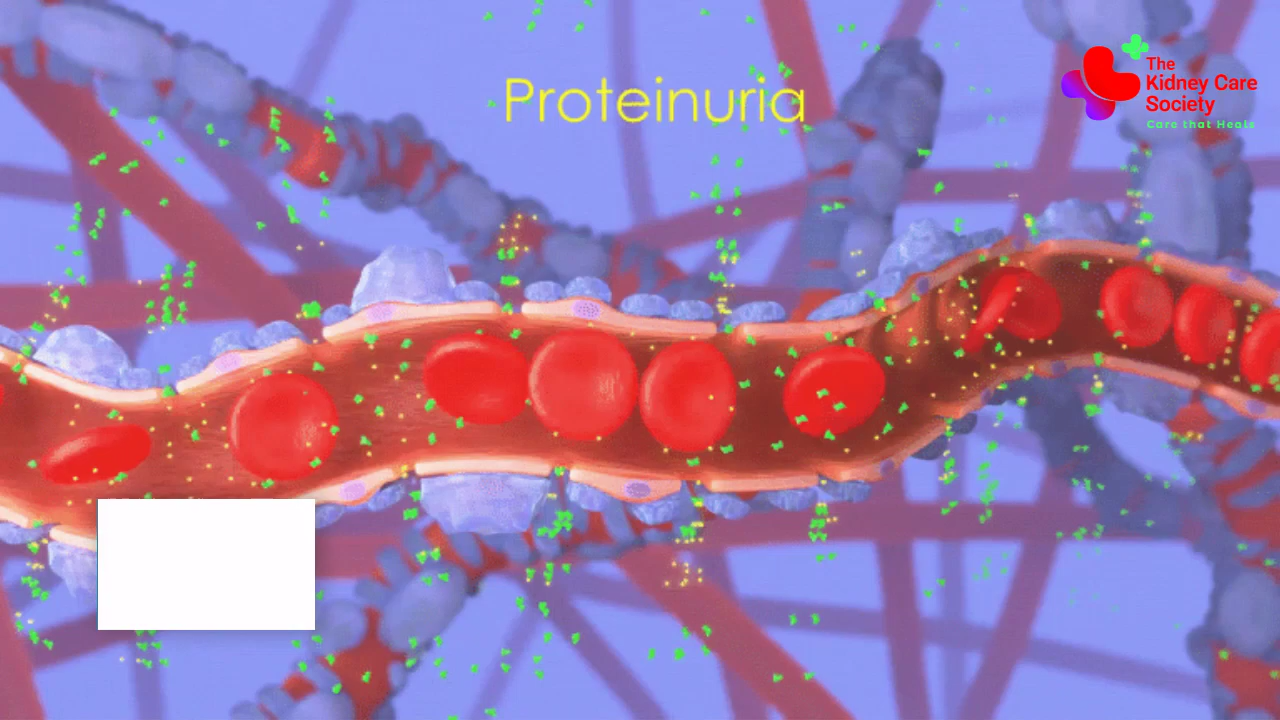 Proteinuria
The
Kidney Care
Society
Care that Heals